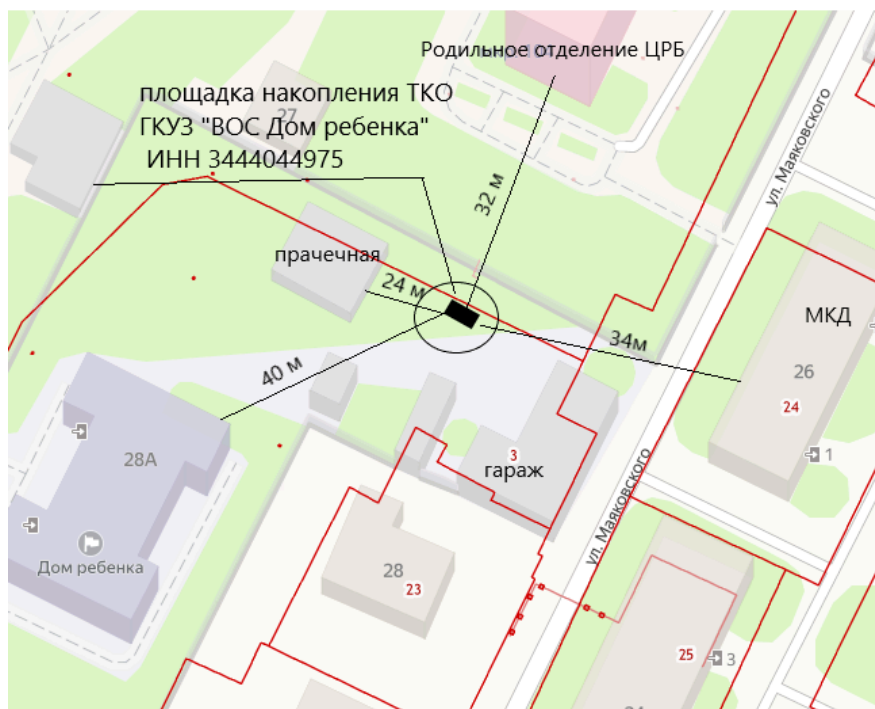 Родильное отделение ЦРБ
площадка накопления ТКО
ГКУЗ "ВОС Дом ребенка"
ИНН 3444044975
27
ул. Маяковского
32 м
прачечная
24 м
34м
МКД
26
24
1
40 м
28А
Дом ребенка
3
гараж
ул. Маяковского
28
23
25
3